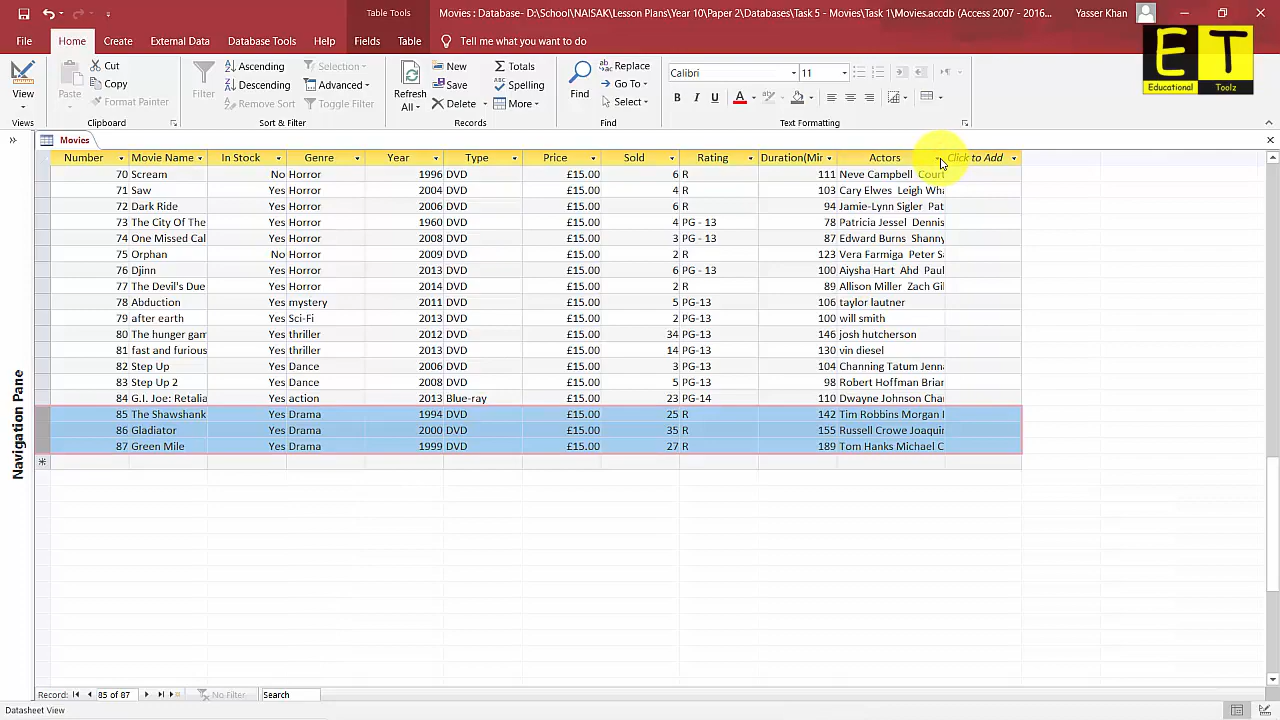 Table Tools
Movies : Database- D:\School\NAISAK\Lesson Plans\Year 10\Paper 2\Databases\Task 5 - Movies\Task 1\Movies.accdb (Access 2007 - 2016...
Yasser Khan
File Home Create External Data Database Tools Help Fields Table Tell me what you want to do
View
Views
Paste
Cut
Copy
Format Painter
Clipboard
Filter
Ascending
Descending
Remove Sort
Selection
Advanced
Toggle Filter
Sort & Filter
Refresh
All
New
Save
Delete
Totals
Spelling
More
Records
Find
Replace
Go To
Select
Find
Calibri 11
B I U A
Text Formatting
E T
Educational Toolz
Movies
Number Movie Name In Stock Genre Year Type Price Sold Rating Duration(Mir Actors Click to Add
70 Scream No Horror 1996 DVD £15.00 6 R 111 Neve Campbell Court
71 Saw Yes Horror 2004 DVD £15.00 4 R 103 Cary Elwes Leigh Wha
72 Dark Ride Yes Horror 2006 DVD £15.00 6 R 94 Jamie-Lynn Sigler Pat
73 The City Of The Yes Horror 1960 DVD £15.00 4 PG - 13 78 Patricia Jessel Dennis
74 One Missed Cal Yes Horror 2008 DVD £15.00 3 PG - 13 87 Edward Burns Shanny
75 Orphan No Horror 2009 DVD £15.00 2 R 123 Vera Farmiga Peter S
76 Djinn Yes Horror 2013 DVD £15.00 6 PG - 13 100 Aiysha Hart Ahd Paul
77 The Devil's Due Yes Horror 2014 DVD £15.00 2 R 89 Allison Miller Zach Gil
78 Abduction Yes mystery 2011 DVD £15.00 5 PG-13 106 taylor lautner
79 after earth Yes Sci-Fi 2013 DVD £15.00 2 PG-13 100 will smith
80 The hunger gam Yes thriller 2012 DVD £15.00 34 PG-13 146 josh hutcherson
81 fast and furious Yes thriller 2013 DVD £15.00 14 PG-13 130 vin diesel
82 Step Up Yes Dance 2006 DVD £15.00 3 PG-13 104 Channing Tatum Jenna
83 Step Up 2 Yes Dance 2008 DVD £15.00 5 PG-13 98 Robert Hoffman Brian
84 G.I. Joe: Retalia Yes action 2013 Blue-ray £15.00 23 PG-14 110 Dwayne Johnson Cha
85 The Shawshank Yes Drama 1994 DVD £15.00 25 R 142 Tim Robbins Morgan
86 Gladiator Yes Drama 2000 DVD £15.00 35 R 155 Russell Crowe Joaquin
87 Green Mile Yes Drama 1999 DVD £15.00 27 R 189 Tom Hanks Michael C
Navigation Pane
Record: 85 of 87 No Filter Search
Datasheet View